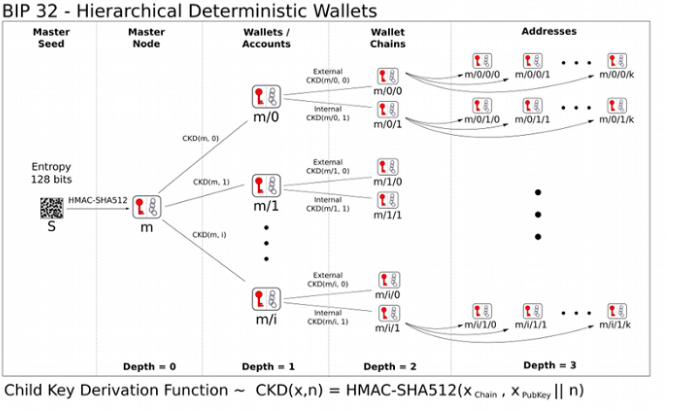 BIP 32 - Hierarchical Deterministic Wallets
Master Seed
Master Node
Wallets / Accounts
Wallet Chains
Addresses
Entropy
128 bits
S
HMAC-SHA512
m
CKD(m, 0)
CKD(m, 1)
CKD(m, i)
m/0
m/1
m/i
External
CKD(m/0, 0)
Internal
CKD(m/0, 1)
External
CKD(m/1, 0)
Internal
CKD(m/1, 1)
External
CKD(m/i, 0)
Internal
CKD(m/i, 1)
m/0/0
m/0/1
m/1/0
m/1/1
m/i/0
m/i/1
m/0/0/0 m/0/0/1 m/0/0/k
m/0/1/0 m/0/1/1 m/0/1/k
m/i/1/0 m/i/1/1 m/i/1/k
Depth = 0 Depth = 1 Depth = 2 Depth = 3
Child Key Derivation Function ~ CKD(x,n) = HMAC-SHA512(x Chain , x PubKey || n)